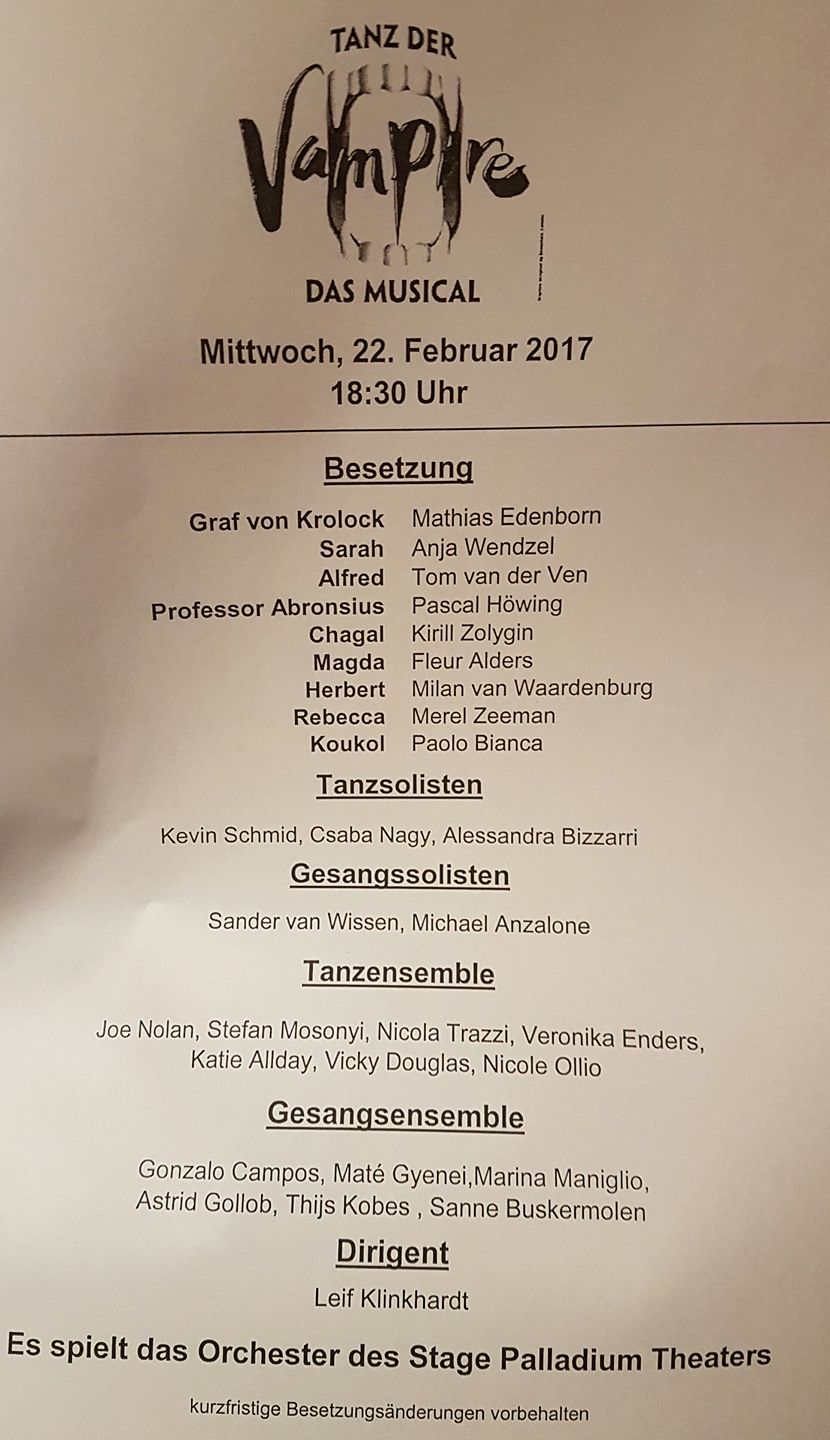 TANZ DER
Vampire
DAS MUSICAL
Mittwoch, 22. Februar 2017
18:30 Uhr
Besetzung
Graf von Krolock Mathias Edenborn
Sarah Anja Wendzel
Alfred Tom van der Ven
Professor Abronsius Pascal Höwing
Chagal Kirill Zolygin
Magda Fleur Alders
Herbert Milan van Waardenburg
Rebecca Merel Zeeman
Koukol Paolo Bianca
Tanzsolisten
Kevin Schmid, Csaba Nagy, Alessandra Bizzarri
Gesangssolisten
Sander van Wissen, Michael Anzalone
Tanzensemble
Joe Nolan, Stefan Mosonyi, Nicola Trazzi, Veronika Enders,
Katie Allday, Vicky Douglas, Nicole Ollio
Gesangsensemble
Gonzalo Campos, Maté Gyenei,Marina Maniglio,
Astrid Gollob, Thijs Kobes , Sanne Buskermolen
Dirigent
Leif Klinkhardt
Es spielt das Orchester des Stage Palladium Theaters
kurzfristige Besetzungsänderungen vorbehalten